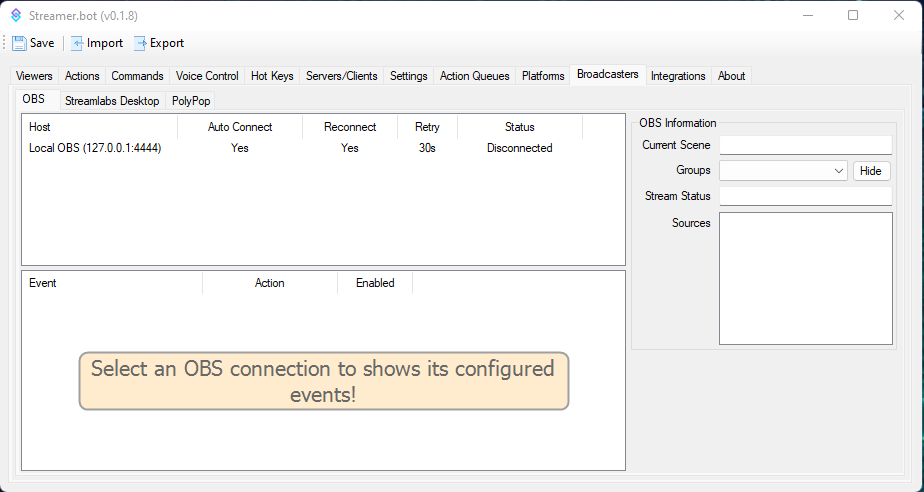 Streamer.bot (v0.1.8)
Save Import Export
Viewers Actions Commands Voice Control Hot Keys Servers/Clients Settings Action Queues Platforms Broadcasters Integrations About
OBS Streamlabs Desktop PolyPop
Host Auto Connect Reconnect Retry Status
Local OBS (127.0.0.1:4444) Yes Yes 30s Disconnected
OBS Information
Current Scene
Groups Hide
Stream Status
Sources
Event Action Enabled
Select an OBS connection to shows its configured
events!